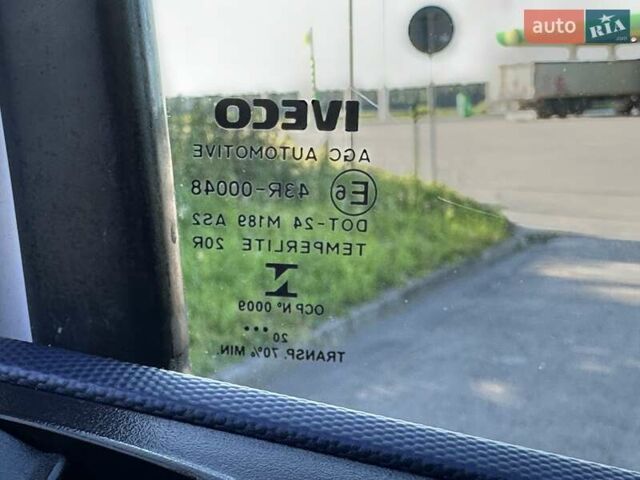 auto RIA
.com
IVECO
AGC AUTOMOTIVE
E6 43R-00048
DOT-24 M189 AS2
TEMPERLITE 20R
OCP Nº 0009
20
TRANSP. 70% MIN.